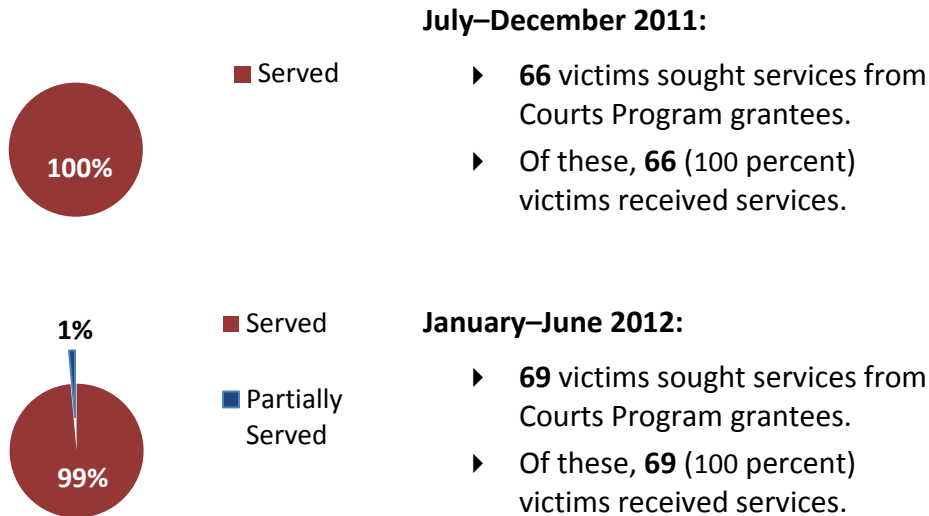 July–December 2011:
Served
100%
▸ 66 victims sought services from
Courts Program grantees.
▸ Of these, 66 (100 percent)
victims received services.
1%
Served
Partially
Served
99%
January–June 2012:
▸ 69 victims sought services from
Courts Program grantees.
▸ Of these, 69 (100 percent)
victims received services.